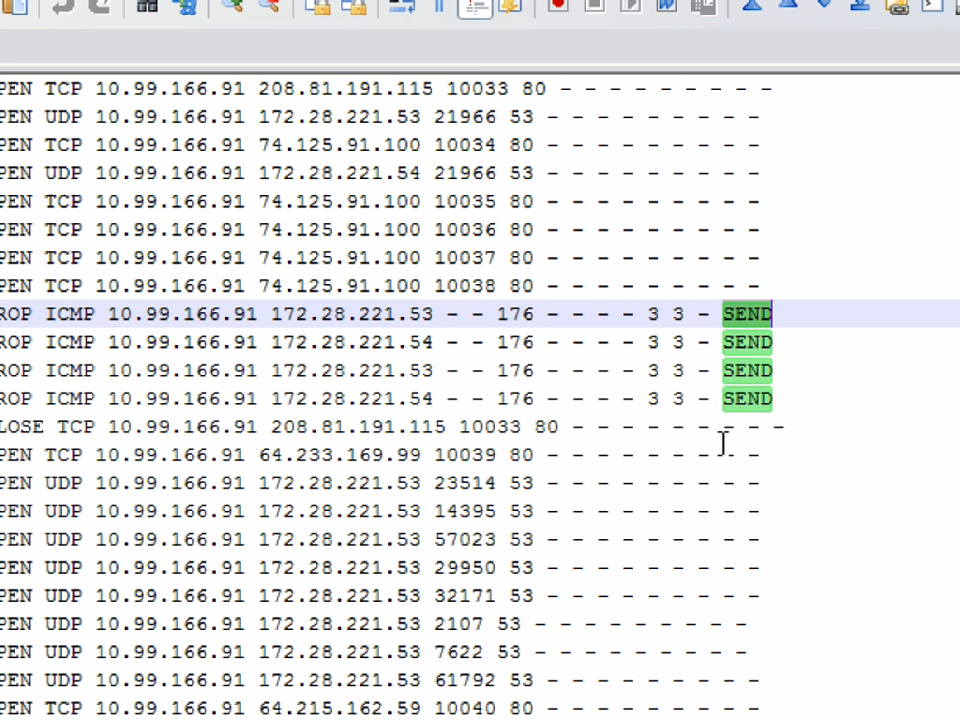 PEN TCP 10.99.166.91 208.81.191.115 10033 80 - - - - - - - - -
PEN UDP 10.99.166.91 172.28.221.53 21966 53 - - - - - - - - -
PEN TCP 10.99.166.91 74.125.91.100 10034 80 - - - - - - - - -
PEN UDP 10.99.166.91 172.28.221.54 21966 53 - - - - - - - - -
PEN TCP 10.99.166.91 74.125.91.100 10035 80 - - - - - - - - -
PEN TCP 10.99.166.91 74.125.91.100 10036 80 - - - - - - - - -
PEN TCP 10.99.166.91 74.125.91.100 10037 80 - - - - - - - - -
PEN TCP 10.99.166.91 74.125.91.100 10038 80 - - - - - - - - -
ROP ICMP 10.99.166.91 172.28.221.53 - - 176 - - - - 3 3 - SEND
ROP ICMP 10.99.166.91 172.28.221.54 - - 176 - - - - 3 3 - SEND
ROP ICMP 10.99.166.91 172.28.221.53 - - 176 - - - - 3 3 - SEND
ROP ICMP 10.99.166.91 172.28.221.54 - - 176 - - - - 3 3 - SEND
LOSE TCP 10.99.166.91 208.81.191.115 10033 80 - - - - - - - - -
PEN TCP 10.99.166.91 64.233.169.99 10039 80 - - - - - - - - -
PEN UDP 10.99.166.91 172.28.221.53 23514 53 - - - - - - - - -
PEN UDP 10.99.166.91 172.28.221.53 14395 53 - - - - - - - - -
PEN UDP 10.99.166.91 172.28.221.53 57023 53 - - - - - - - - -
PEN UDP 10.99.166.91 172.28.221.53 29950 53 - - - - - - - - -
PEN UDP 10.99.166.91 172.28.221.53 32171 53 - - - - - - - - -
PEN UDP 10.99.166.91 172.28.221.53 2107 53 - - - - - - - - -
PEN UDP 10.99.166.91 172.28.221.53 7622 53 - - - - - - - - -
PEN UDP 10.99.166.91 172.28.221.53 61792 53 - - - - - - - - -
PEN TCP 10.99.166.91 64.215.162.59 10040 80 - - - - - - - - -